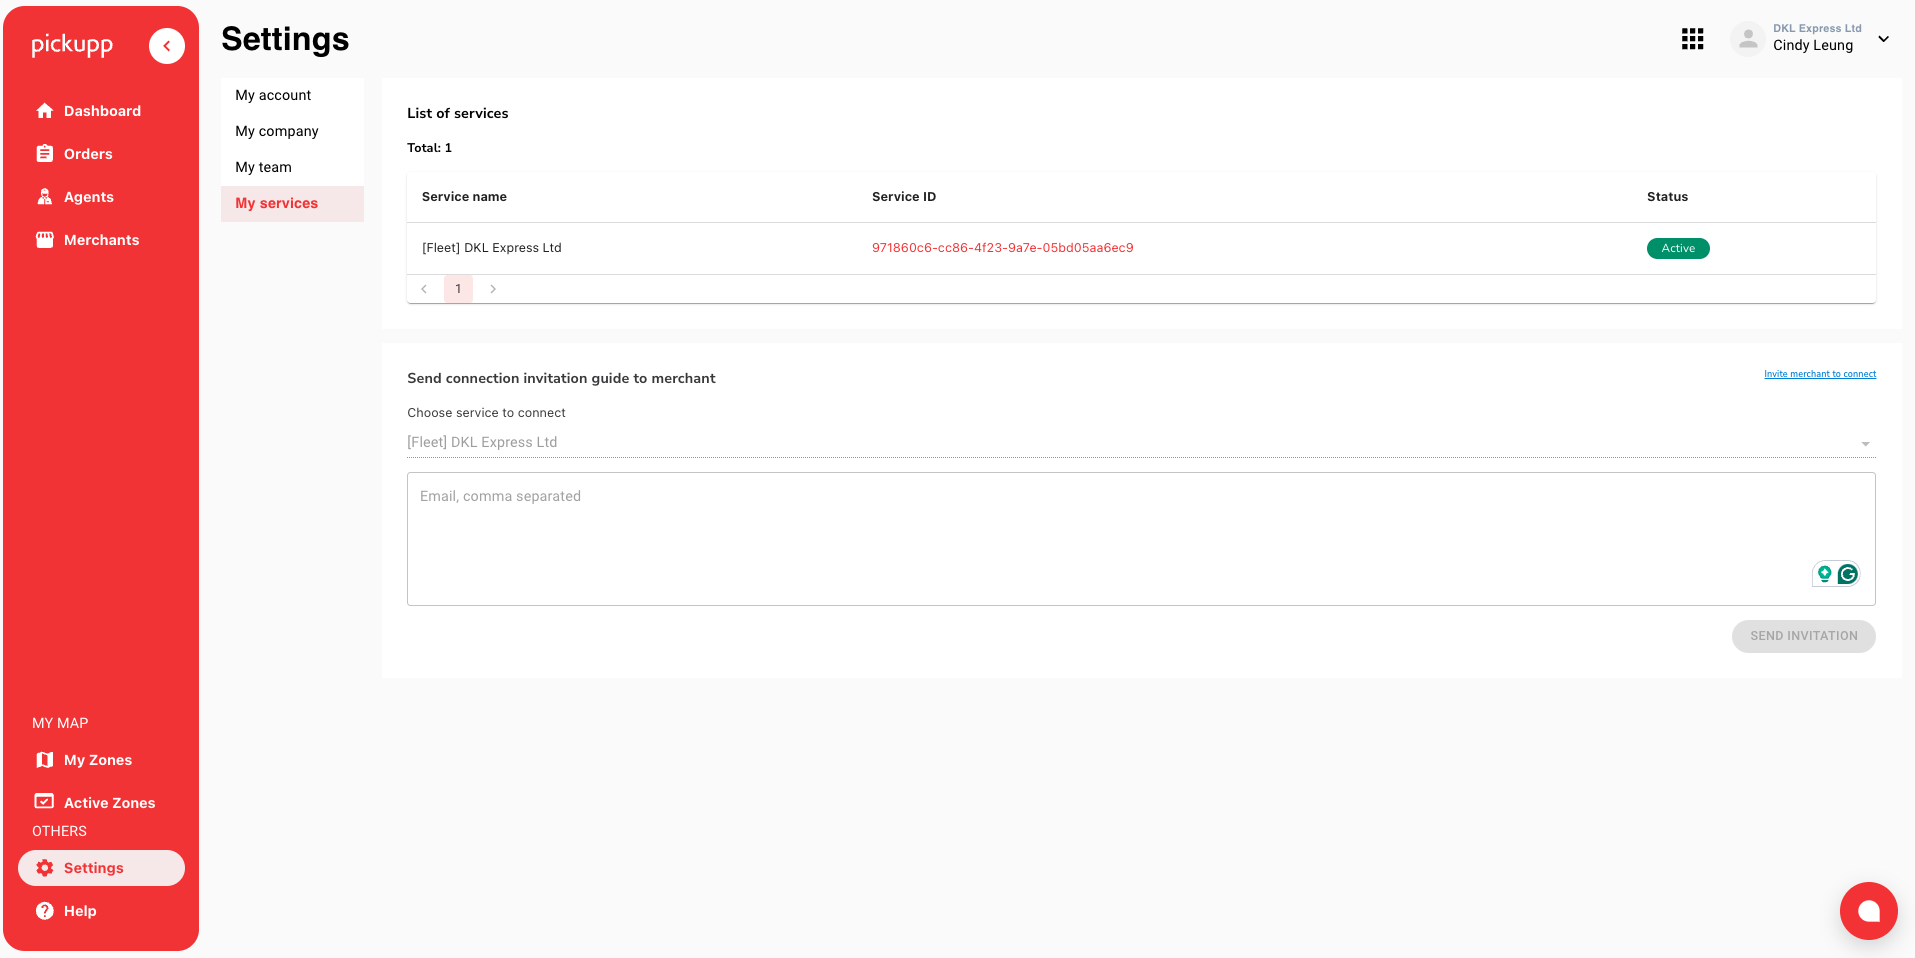 pickupp
Dashboard
Orders
Agents
Merchants
MY MAP
My Zones
Active Zones
OTHERS
Settings
Help
Settings
DKL Express Ltd
Cindy Leung
My account
My company
My team
My services
List of services
Total: 1
Service name Service ID Status
[Fleet] DKL Express Ltd 971860c6-cc86-4f23-9a7e-05bd05aa6ec9 Active
1
Send connection invitation guide to merchant
Invite merchant to connect
Choose service to connect
[Fleet] DKL Express Ltd
Email, comma separated
SEND INVITATION